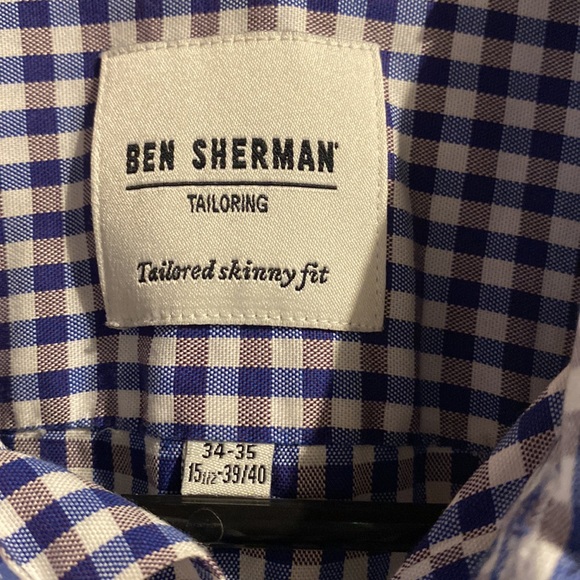 BEN SHERMAN
TAILORING
Tailored skinny fit
34-35
15 1/2-39/40